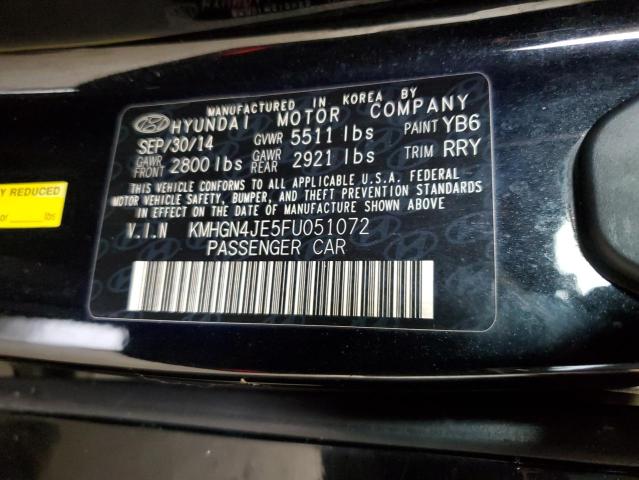 MANUFACTURED IN KOREA BY
HYUNDAI MOTOR COMPANY
SEP/30/14 GVWR 5511 lbs PAINT YB6
GAWR FRONT 2800 lbs GAWR REAR 2921 lbs TRIM RRY
THIS VEHICLE CONFORMS TO ALL APPLICABLE U.S.A. FEDERAL
MOTOR VEHICLE SAFETY, BUMPER, AND THEFT PREVENTION STANDARDS
IN EFFECT ON THE DATE OF MANUFACTURE SHOWN ABOVE.
V.I.N KMHGN4JE5FU051072
PASSENGER CAR
Y REDUCED
or lbs